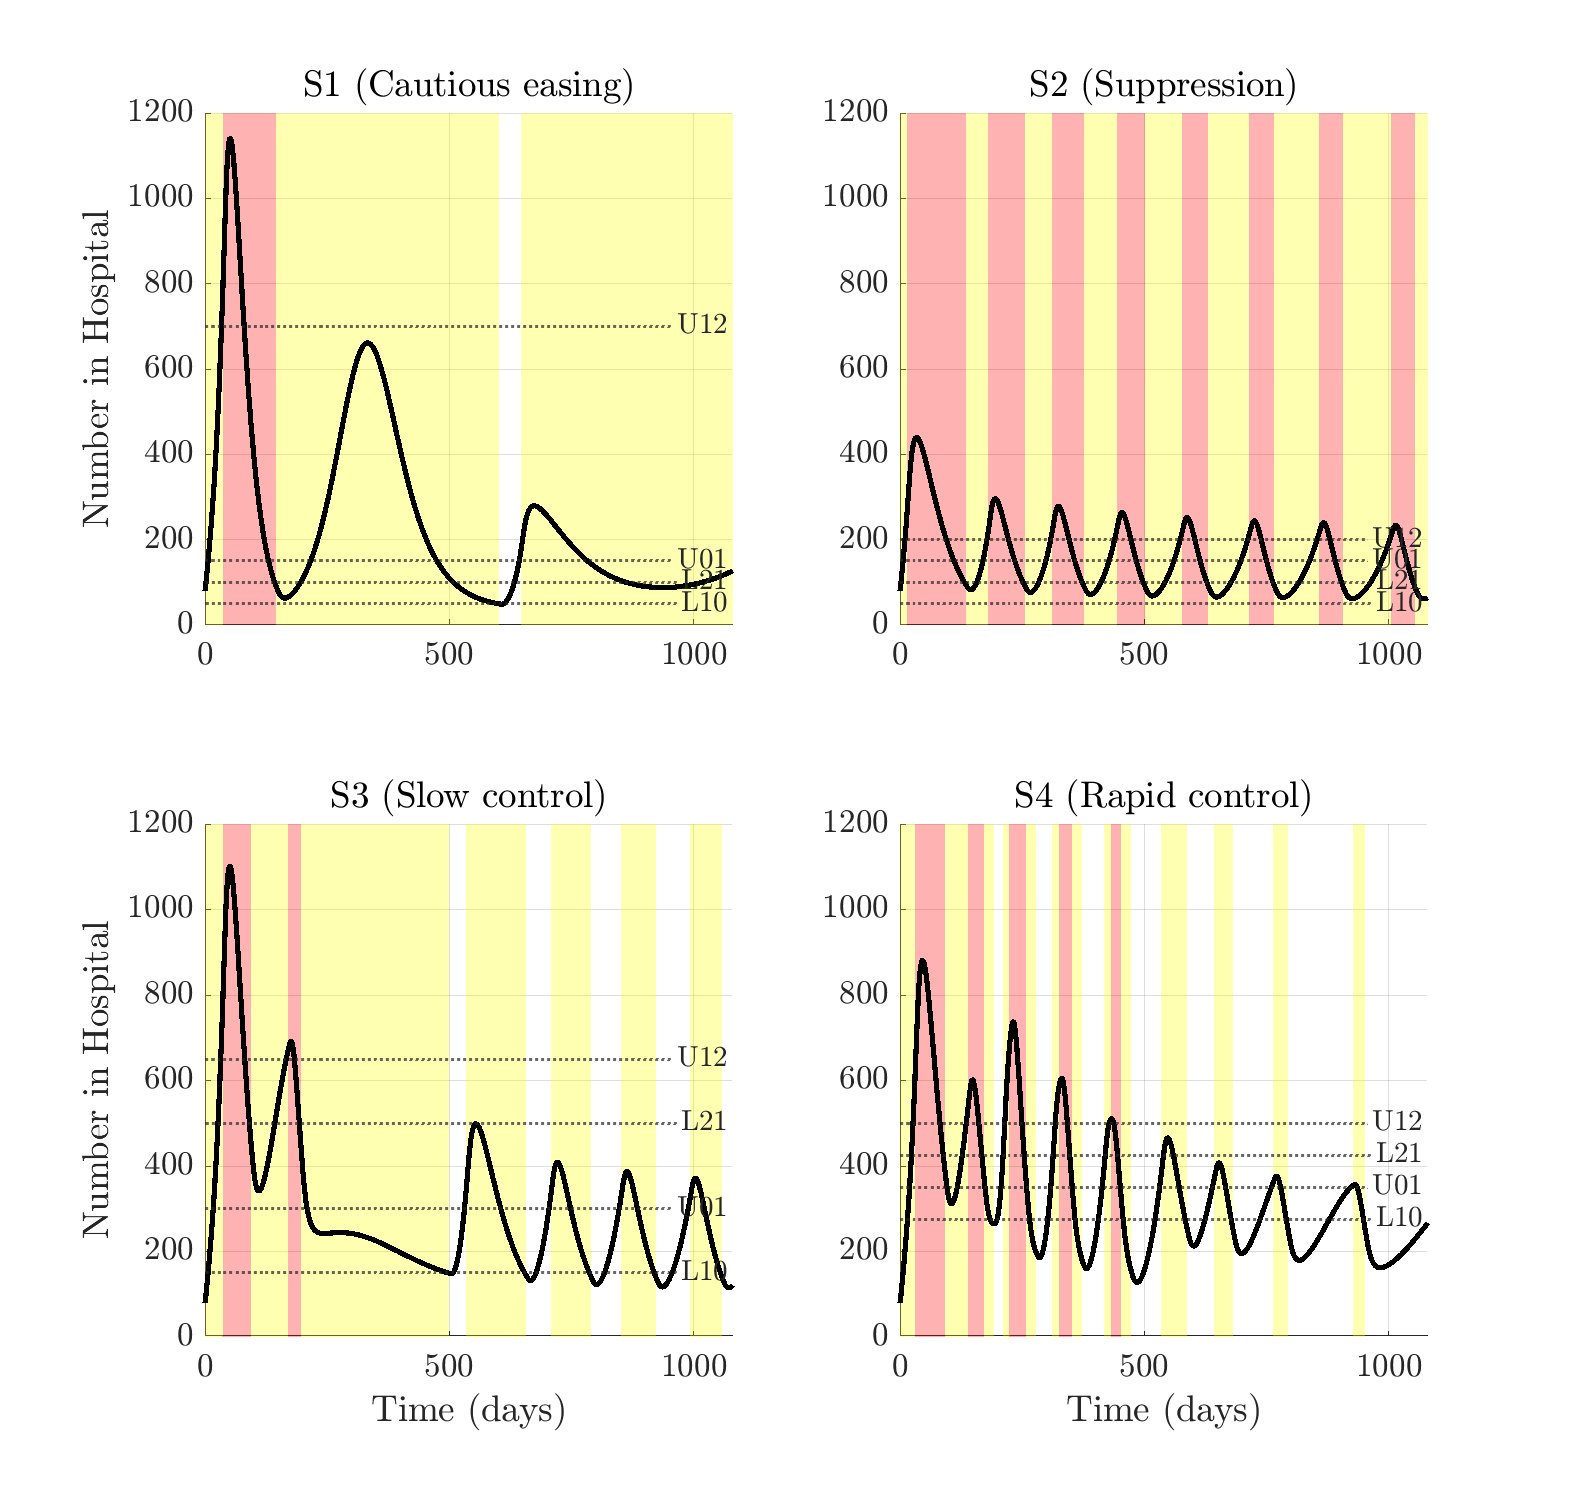 S1 (Cautious easing)
Number in Hospital
1200
1000
800
600
400
200
0
U12
U01
L21
L10
0 500 1000
S2 (Suppression)
1200
1000
800
600
400
200
0
U12
U01
L21
L10
0 500 1000
S3 (Slow control)
Number in Hospital
1200
1000
800
600
400
200
0
U12
L21
U01
L10
0 500 1000
Time (days)
S4 (Rapid control)
1200
1000
800
600
400
200
0
U12
L21
U01
L10
0 500 1000
Time (days)